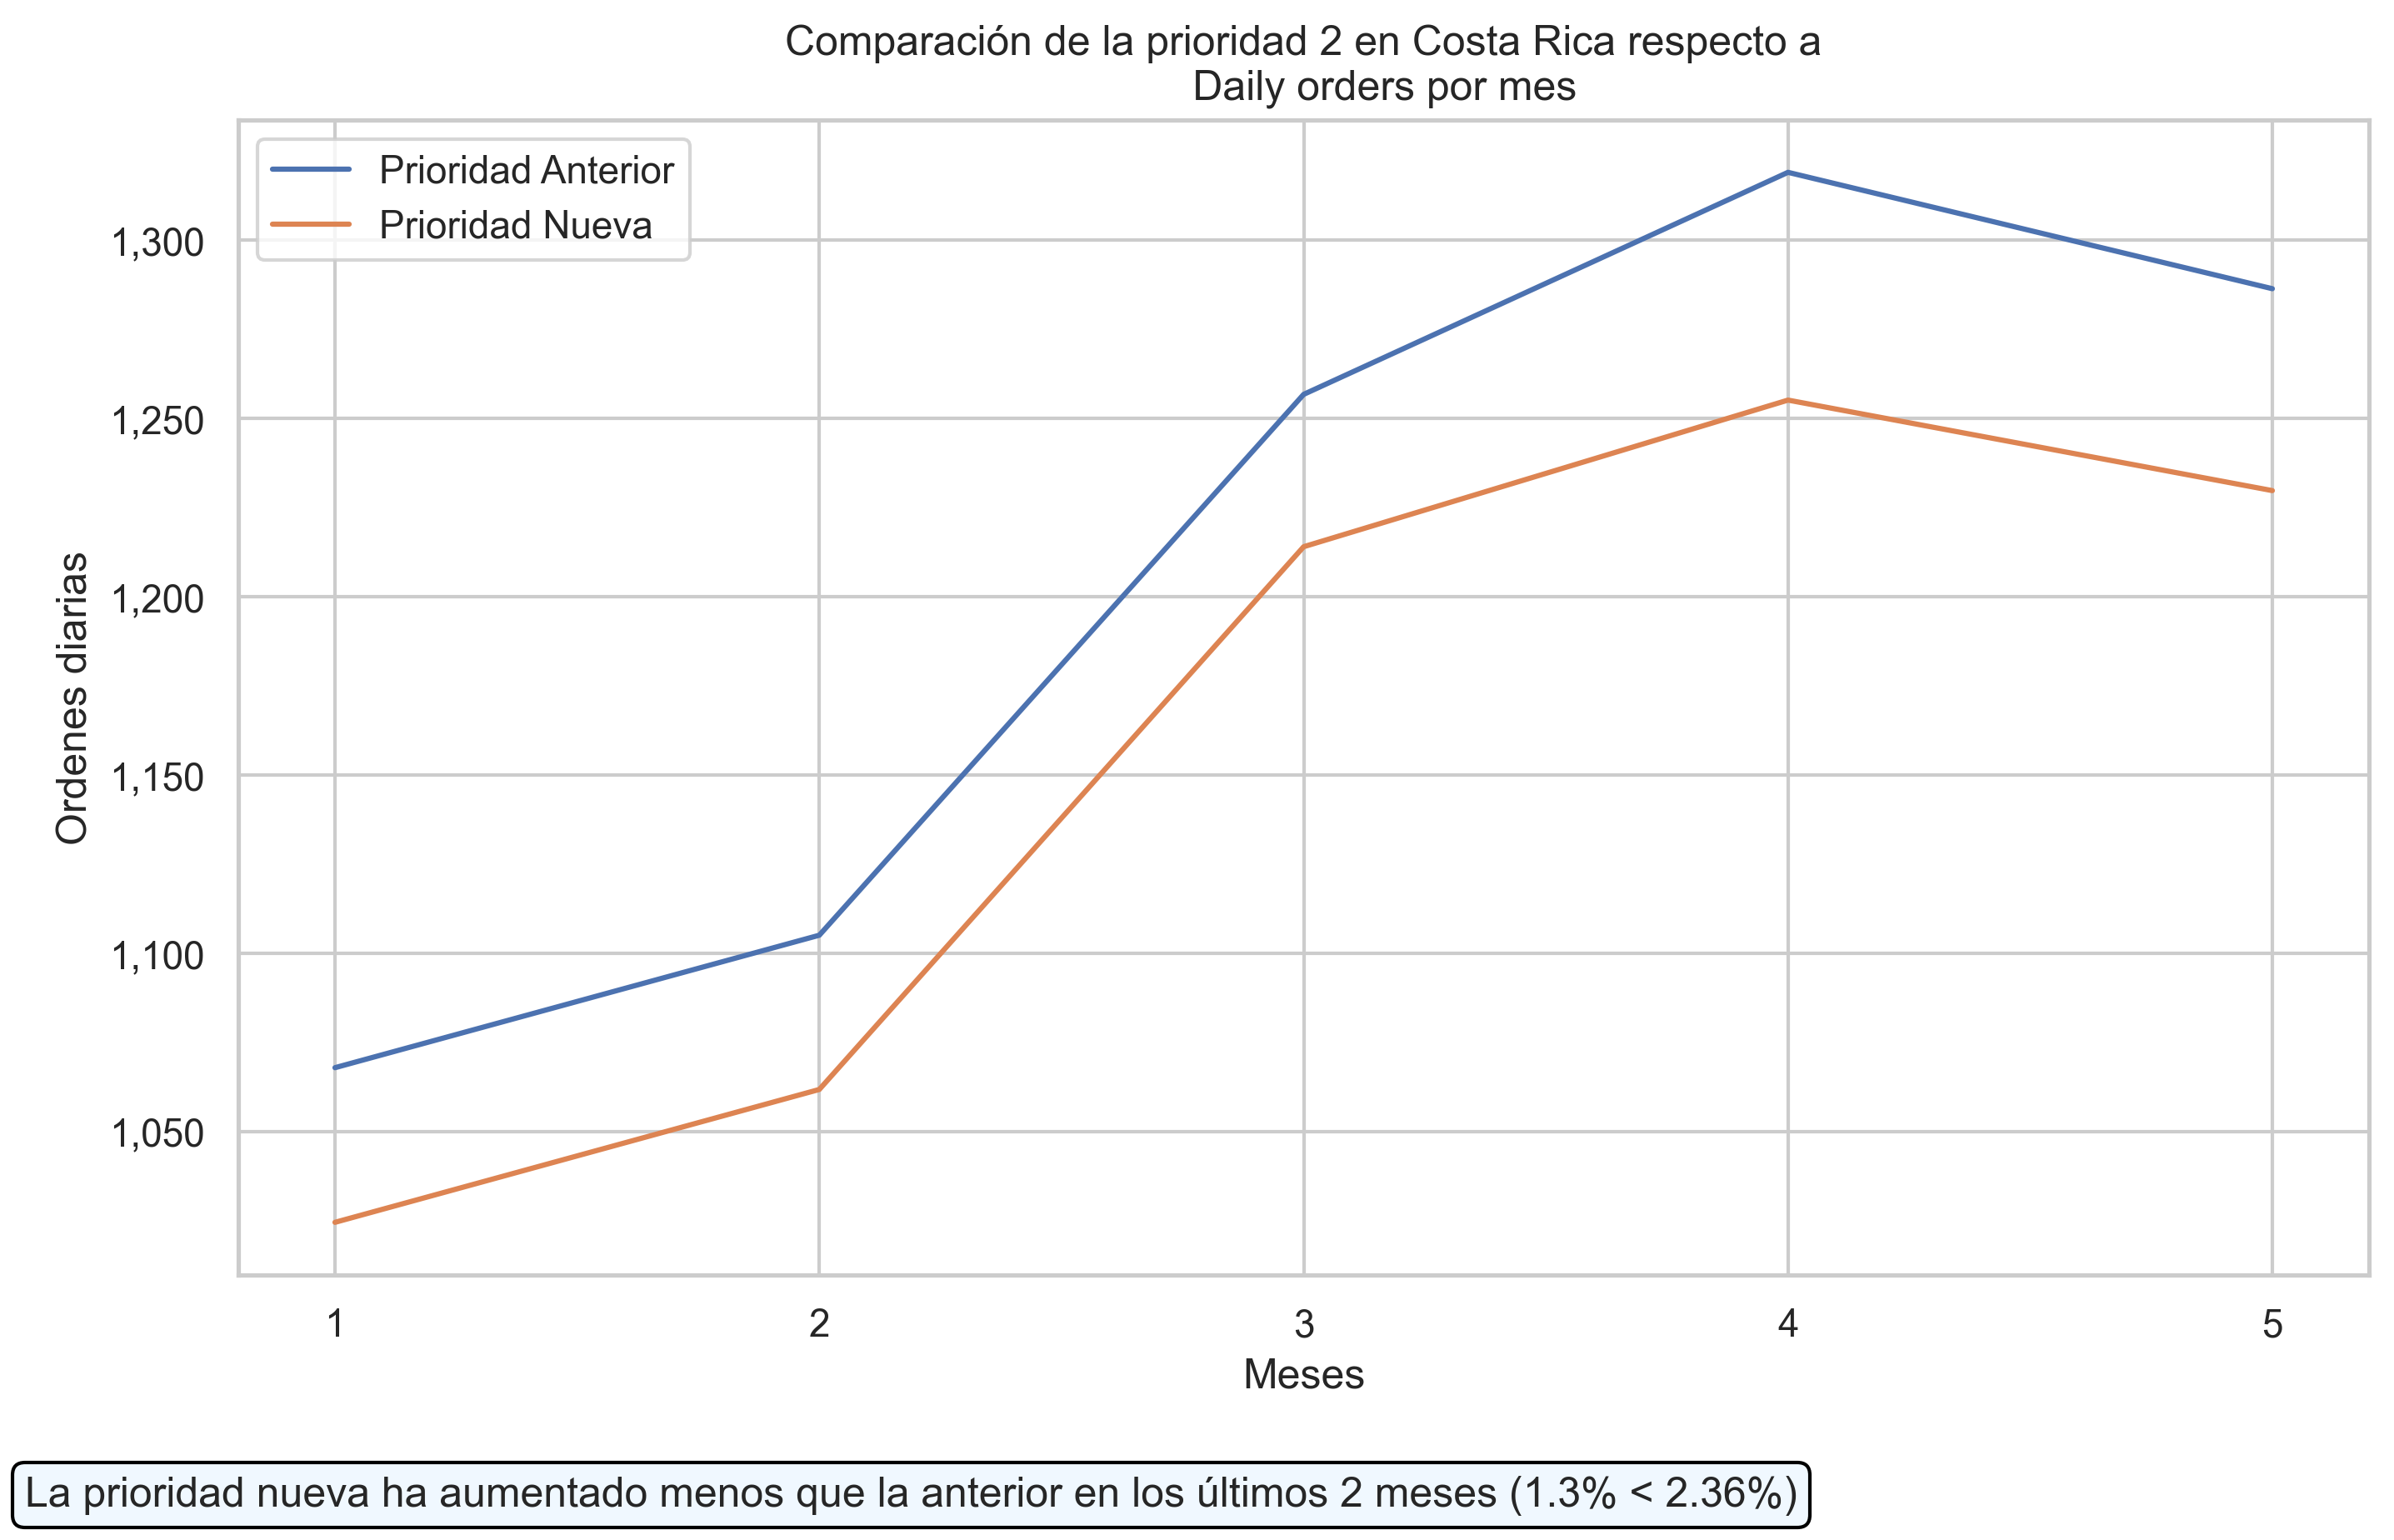 Comparación de la prioridad 2 en Costa Rica respecto a
Daily orders por mes
Prioridad Anterior
Prioridad Nueva
1,300
1,250
1,200
1,150
1,100
1,050
Ordenes diarias
1 2 3 4 5
Meses
La prioridad nueva ha aumentado menos que la anterior en los últimos 2 meses (1.3% < 2.36%)